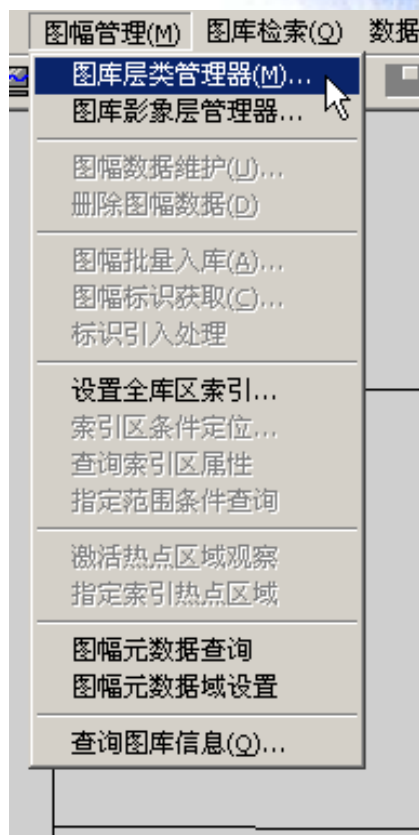 图幅管理(M) 图库检索(Q) 数据
图库层类管理器(M)...
图库影象层管理器...
图幅数据维护(U)...
删除图幅数据(D)
图幅批量入库(A)...
图幅标识获取(C)...
标识引入处理
设置全库区索引...
索引区条件定位...
查询索引区属性
指定范围条件查询
激活热点区域观察
指定索引热点区域
图幅元数据查询
图幅元数据域设置
查询图库信息(Q)...